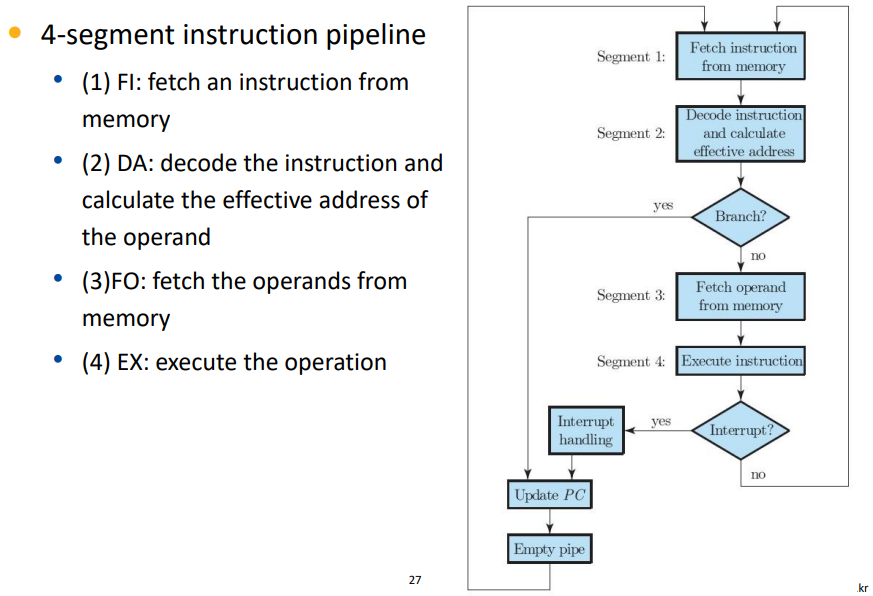 4-segment instruction pipeline
(1) FI: fetch an instruction from
memory
(2) DA: decode the instruction and
calculate the effective address of
the operand
(3)FO: fetch the operands from
memory
(4) EX: execute the operation
Segment 1:
Fetch instruction
from memory
Segment 2:
Decode instruction
and calculate
effective address
yes
Branch?
no
Segment 3:
Fetch operand
from memory
Segment 4:
Execute instruction
Interrupt
handling
yes
Interrupt?
no
Update PC
Empty pipe
27
kr